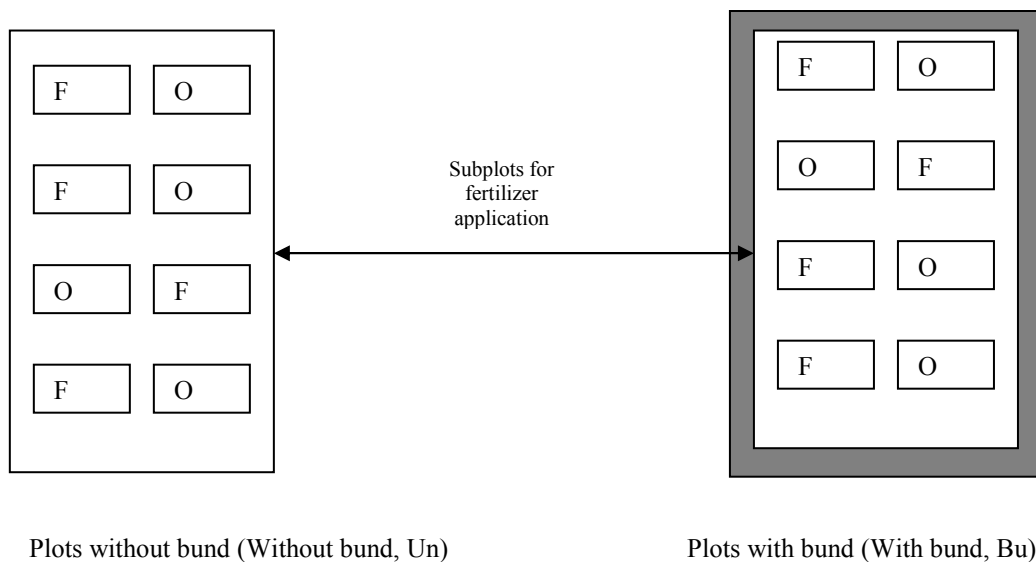 F O
F O
O F
F O
Subplots for
fertilizer
application
F O
O F
F O
F O
Plots without bund (Without bund, Un)
Plots with bund (With bund, Bu)